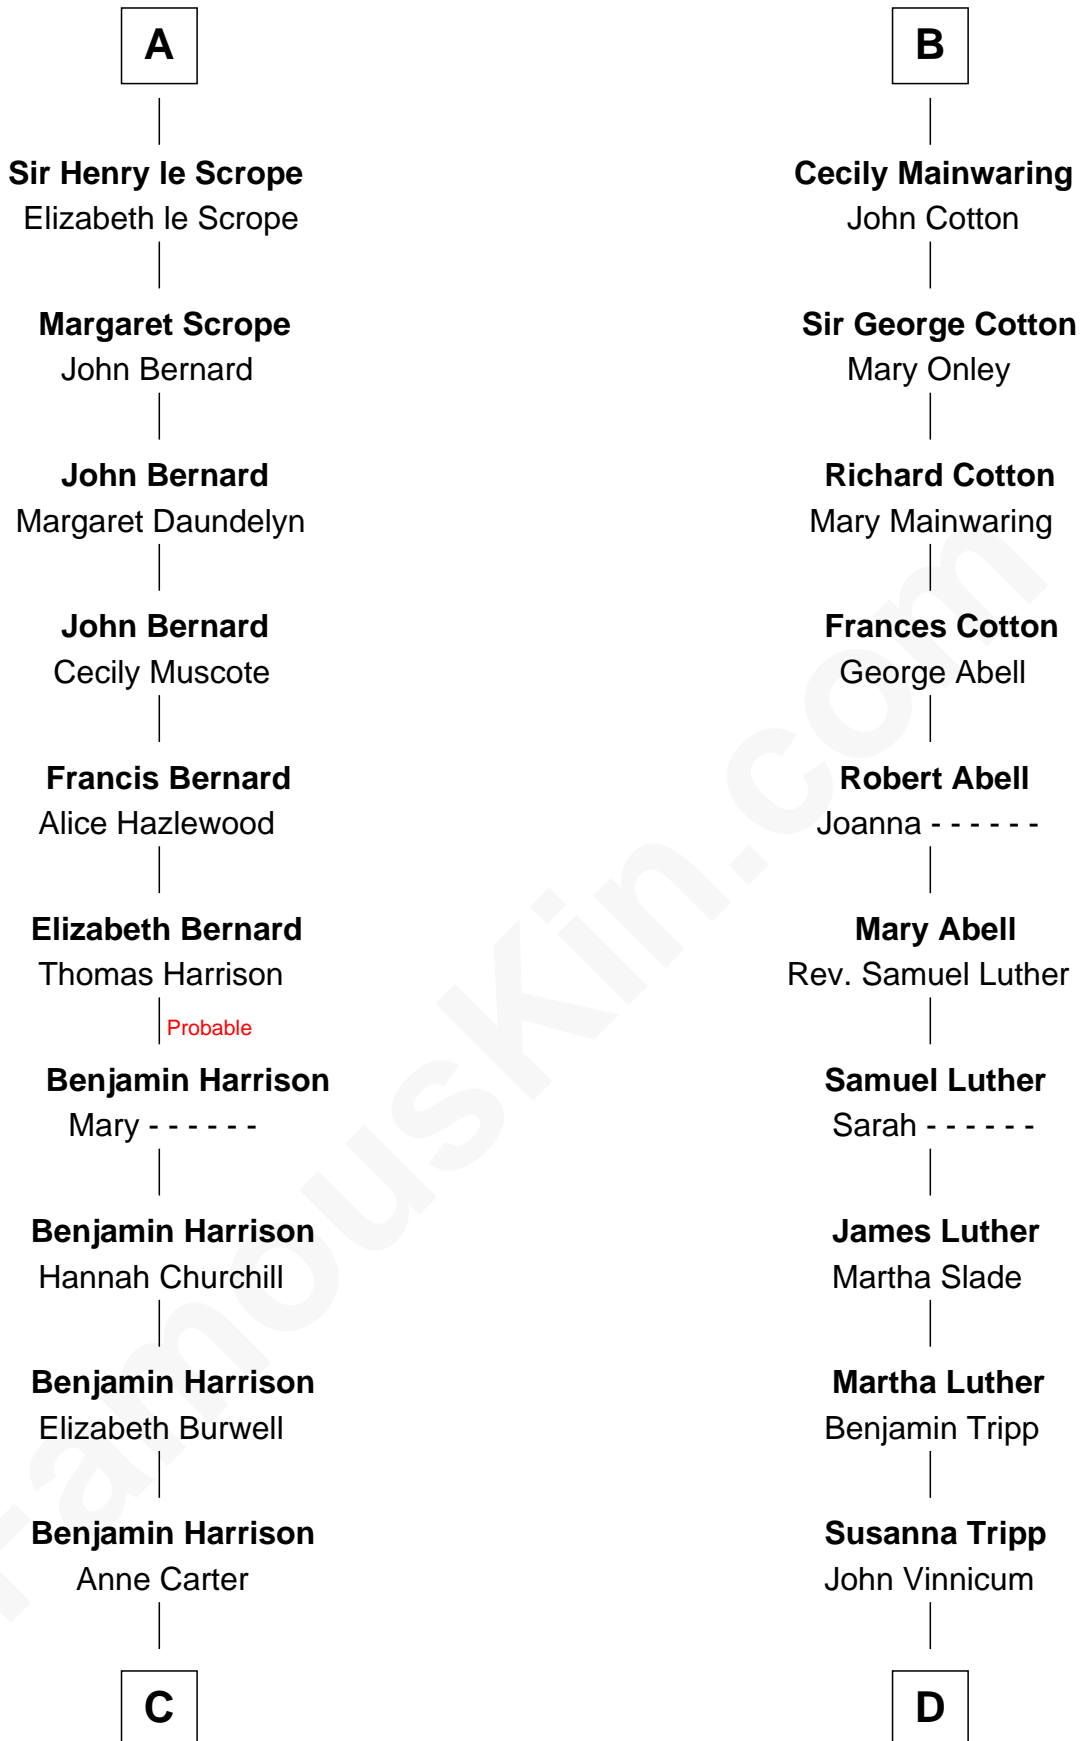 A
Sir Henry le Scrope
Elizabeth le Scrope
Margaret Scrope
John Bernard
John Bernard
Margaret Daundelyn
John Bernard
Cecily Muscote
Francis Bernard
Alice Hazlewood
Elizabeth Bernard
Thomas Harrison
Probable
Benjamin Harrison
Mary - - - - - -
Benjamin Harrison
Hannah Churchill
Benjamin Harrison
Elizabeth Burwell
Benjamin Harrison
Anne Carter
C
B
Cecily Mainwaring
John Cotton
Sir George Cotton
Mary Onley
Richard Cotton
Mary Mainwaring
Frances Cotton
George Abell
Robert Abell
Joanna - - - - - -
Mary Abell
Rev. Samuel Luther
Samuel Luther
Sarah - - - - - -
James Luther
Martha Slade
Martha Luther
Benjamin Tripp
Susanna Tripp
John Vinnicum
D
FamousKin.com